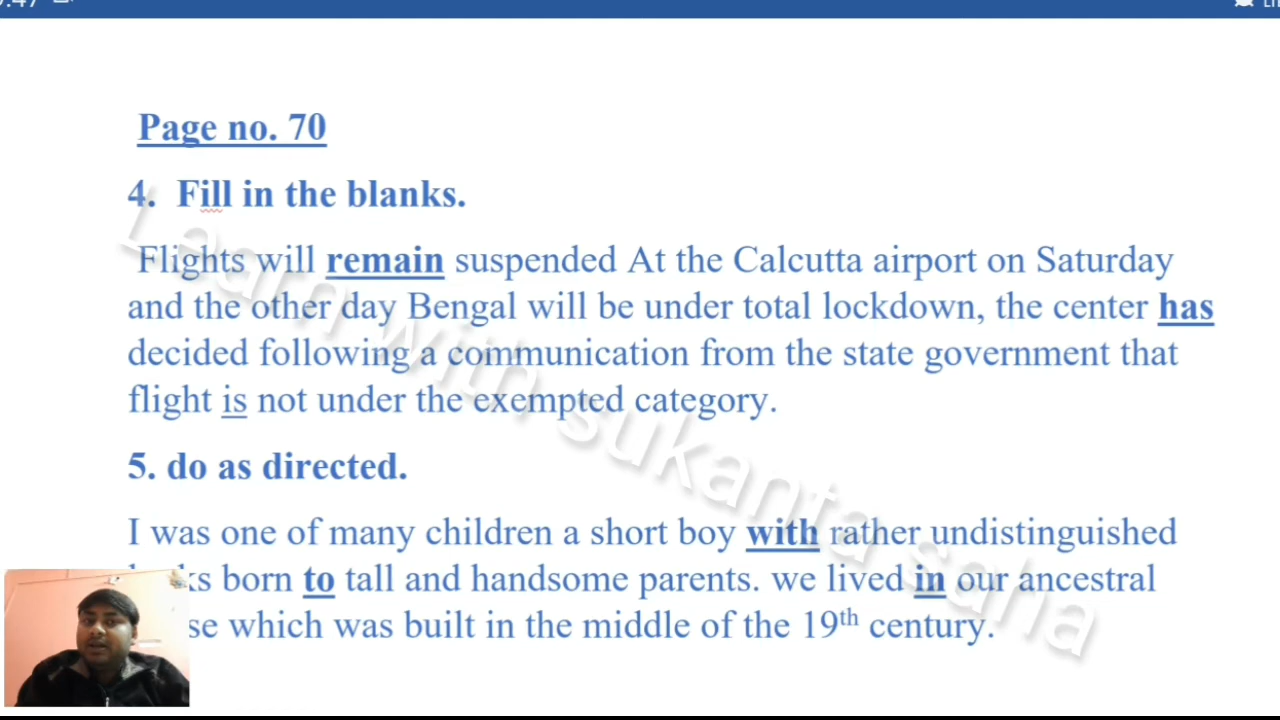 Page no. 70
4. Fill in the blanks.
Flights will remain suspended At the Calcutta airport on Saturday
and the other day Bengal will be under total lockdown, the center has
decided following a communication from the state government that
flight is not under the exempted category.
5. do as directed.
I was one of many children a short boy with rather undistinguished
born to tall and handsome parents. we lived in our ancestral
which was built in the middle of the 19th century.
Learn with sukanta saha